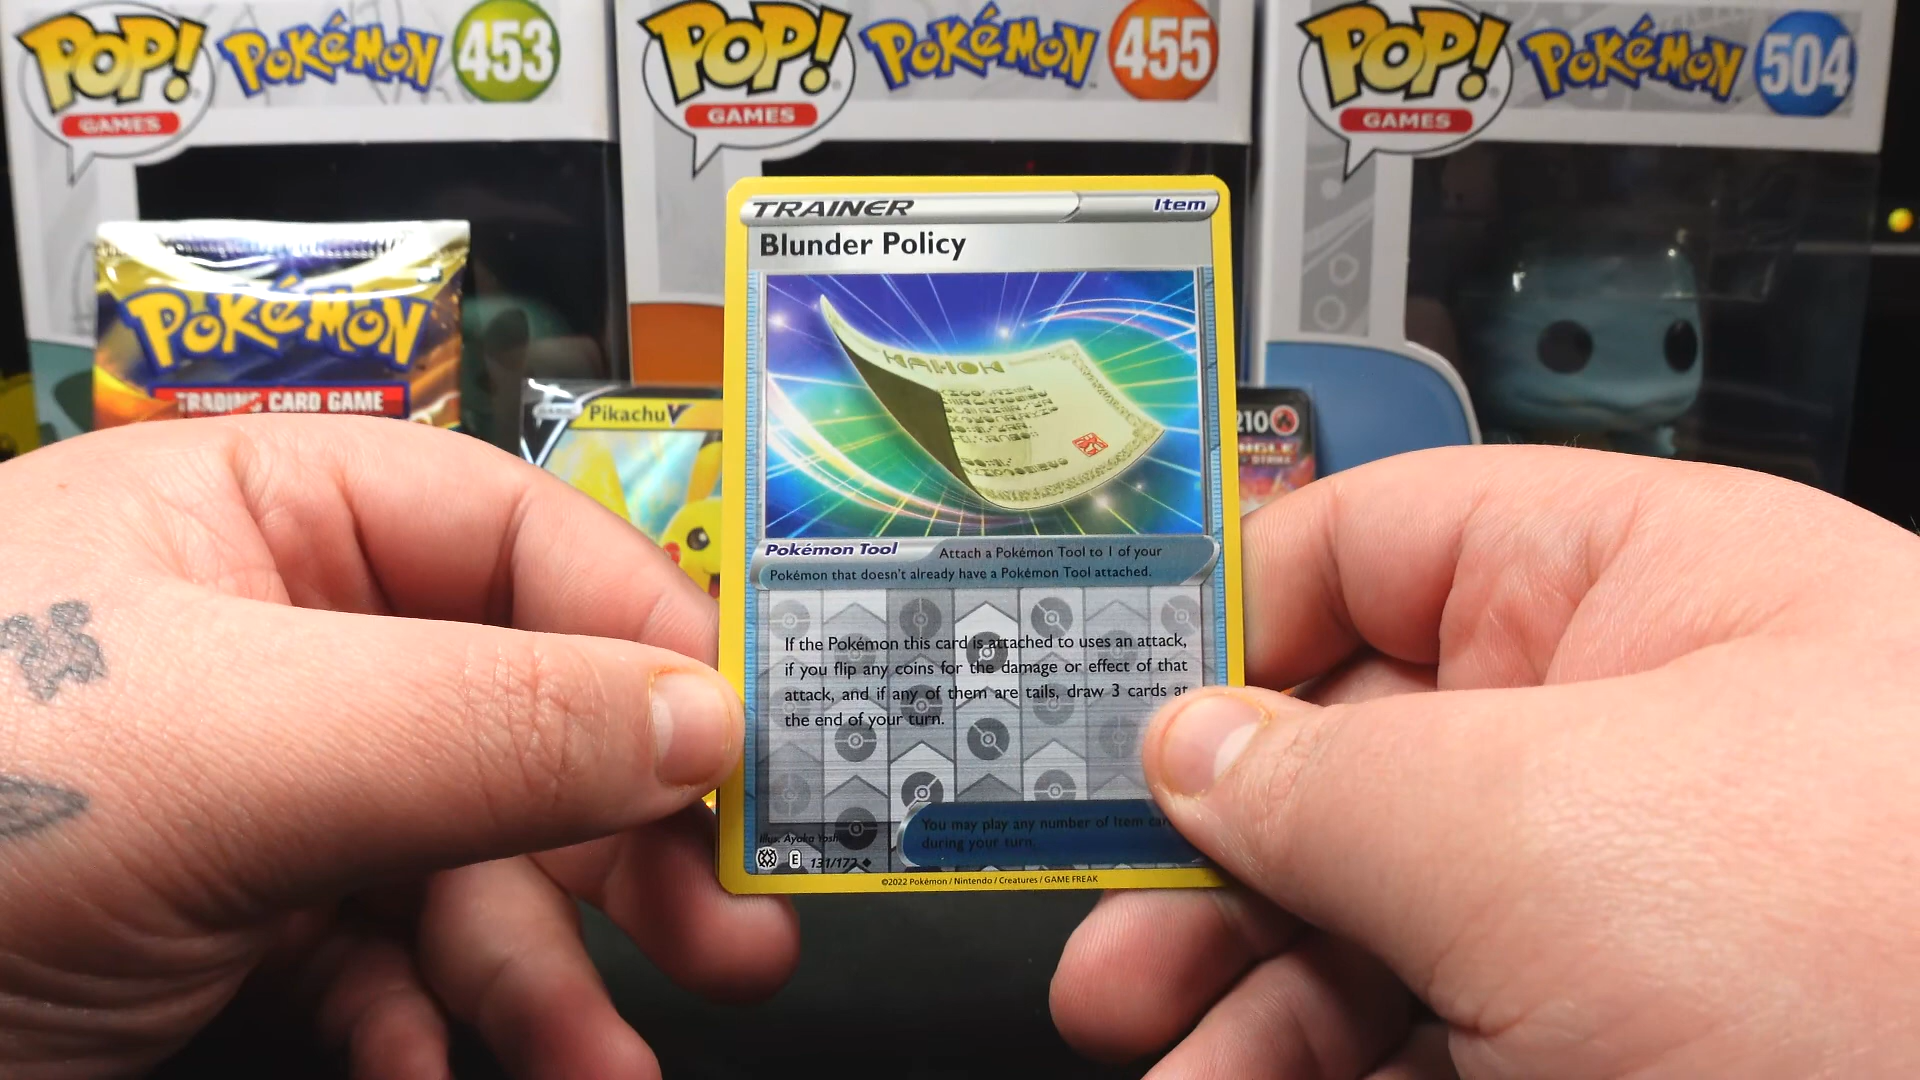 POP! POKéMON 453
GAMES
POP! POKéMON 455
GAMES
POP! POKéMON 504
GAMES
POKéMON
TRADING CARD GAME
Pikachu V
210
TRAINER Item
Blunder Policy
Pokémon Tool Attach a Pokémon Tool to 1 of your
Pokémon that doesn't already have a Pokémon Tool attached.
If the Pokémon this card is attached to uses an attack,
if you flip any coins for the damage or effect of that
attack, and if any of them are tails, draw 3 cards at
the end of your turn.
You may play any number of Item
during your turn.
Illus. Ayaka
E 131/172
©2022 Pokémon / Nintendo / Creatures / GAME FREAK